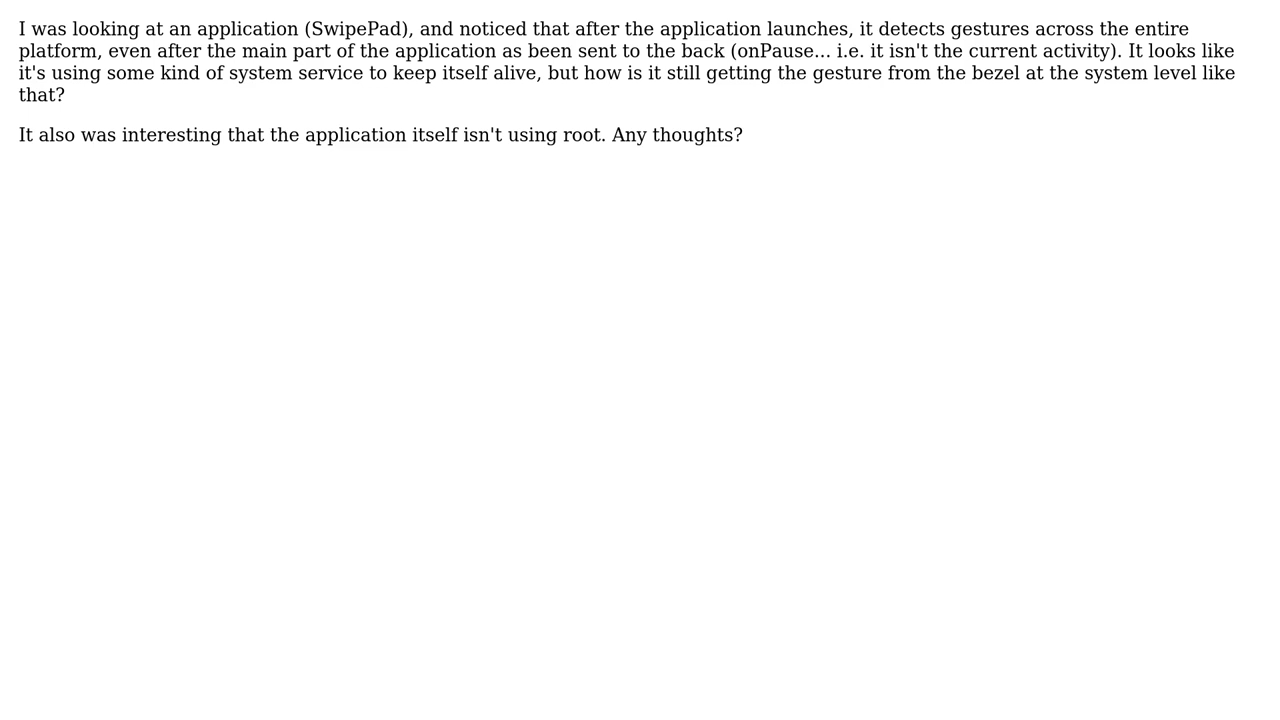 I was looking at an application (SwipePad), and noticed that after the application launches, it detects gestures across the entire
platform, even after the main part of the application as been sent to the back (onPause... i.e. it isn't the current activity). It looks like
it's using some kind of system service to keep itself alive, but how is it still getting the gesture from the bezel at the system level like
that?
It also was interesting that the application itself isn't using root. Any thoughts?